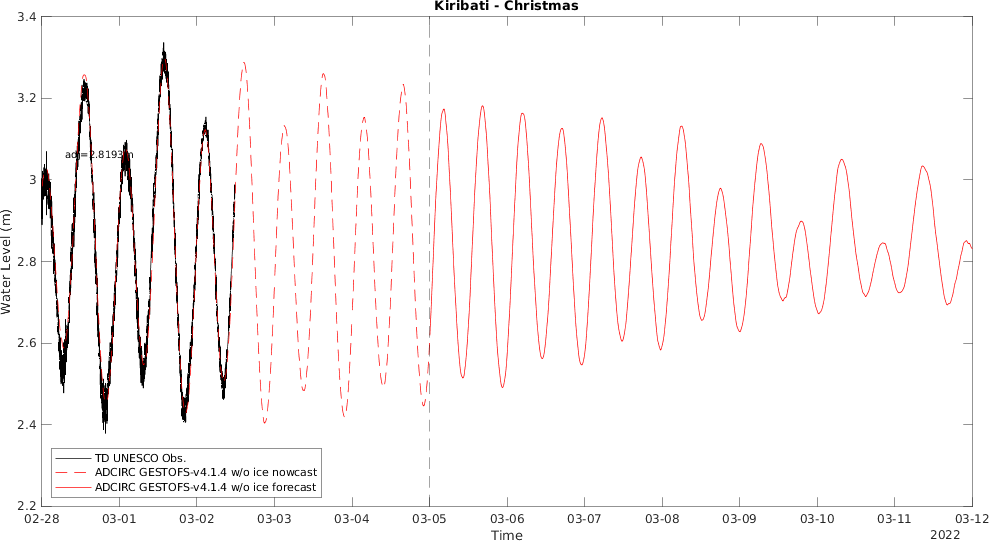 Kiribati - Christmas
3.4
3.2
3
2.8
2.6
2.4
2.2
Water Level (m)
adj=2.8193m
TD UNESCO Obs.
ADCIRC GESTOFS-v4.1.4 w/o ice nowcast
ADCIRC GESTOFS-v4.1.4 w/o ice forecast
02-28 03-01 03-02 03-03 03-04 03-05 03-06 03-07 03-08 03-09 03-10 03-11 03-12
Time
2022